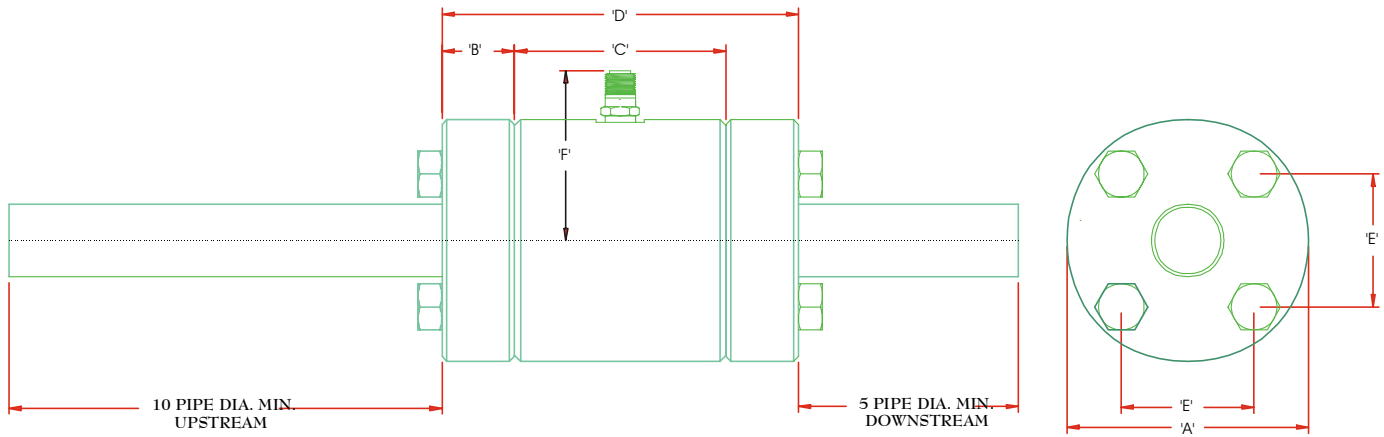 'D'
'B'
'C'
'F'
'E'
10 PIPE DIA. MIN.
UPSTREAM
5 PIPE DIA. MIN.
DOWNSTREAM
'E'
'A'